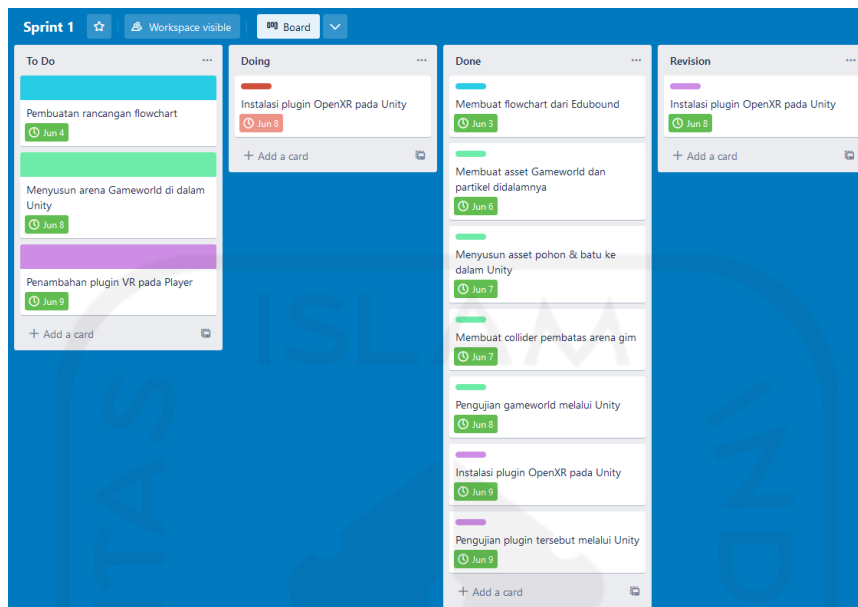 Sprint 1
Workspace visible
Board
To Do
Pembuatan rancangan flowchart
Jun 4
Menyusun arena Gameworld di dalam
Unity
Jun 8
Penambahan plugin VR pada Player
Jun 9
+ Add a card
Doing
Instalasi plugin OpenXR pada Unity
Jun 8
+ Add a card
Done
Membuat flowchart dari Edubound
Jun 3
Membuat asset Gameworld dan
partikel didalamnya
Jun 6
Menyusun asset pohon & batu ke
dalam Unity
Jun 7
Membuat collider pembatas arena gim
Jun 7
Pengujian gameworld melalui Unity
Jun 8
Instalasi plugin OpenXR pada Unity
Jun 9
Pengujian plugin tersebut melalui Unity
Jun 9
+ Add a card
Revision
Instalasi plugin OpenXR pada Unity
Jun 8
+ Add a card
ISLAM
TAS
IND